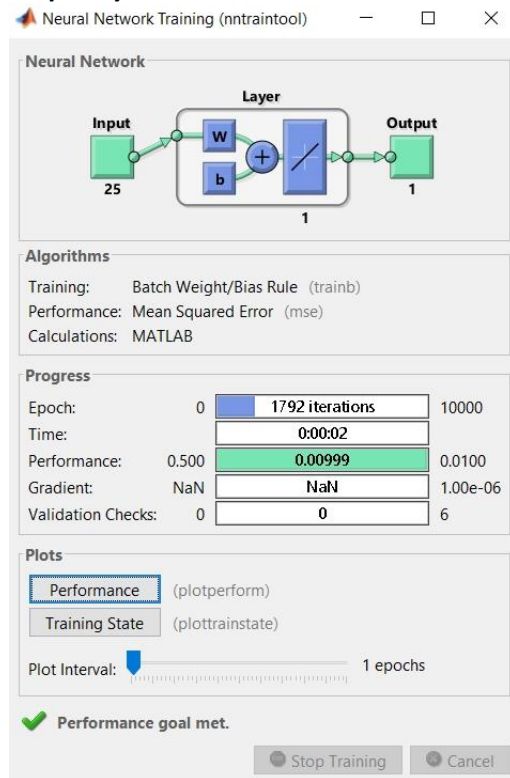 Neural Network Training (nntraintool)
Neural Network
Layer
Input
W
b
+
Output
25
1
1
Algorithms
Training: Batch Weight/Bias Rule (trainb)
Performance: Mean Squared Error (mse)
Calculations: MATLAB
Progress
Epoch: 0 1792 iterations 10000
Time: 0:00:02
Performance: 0.500 0.00999 0.0100
Gradient: NaN NaN 1.00e-06
Validation Checks: 0 0 6
Plots
Performance (plotperform)
Training State (plottrainstate)
Plot Interval: 1 epochs
Performance goal met.
Stop Training Cancel